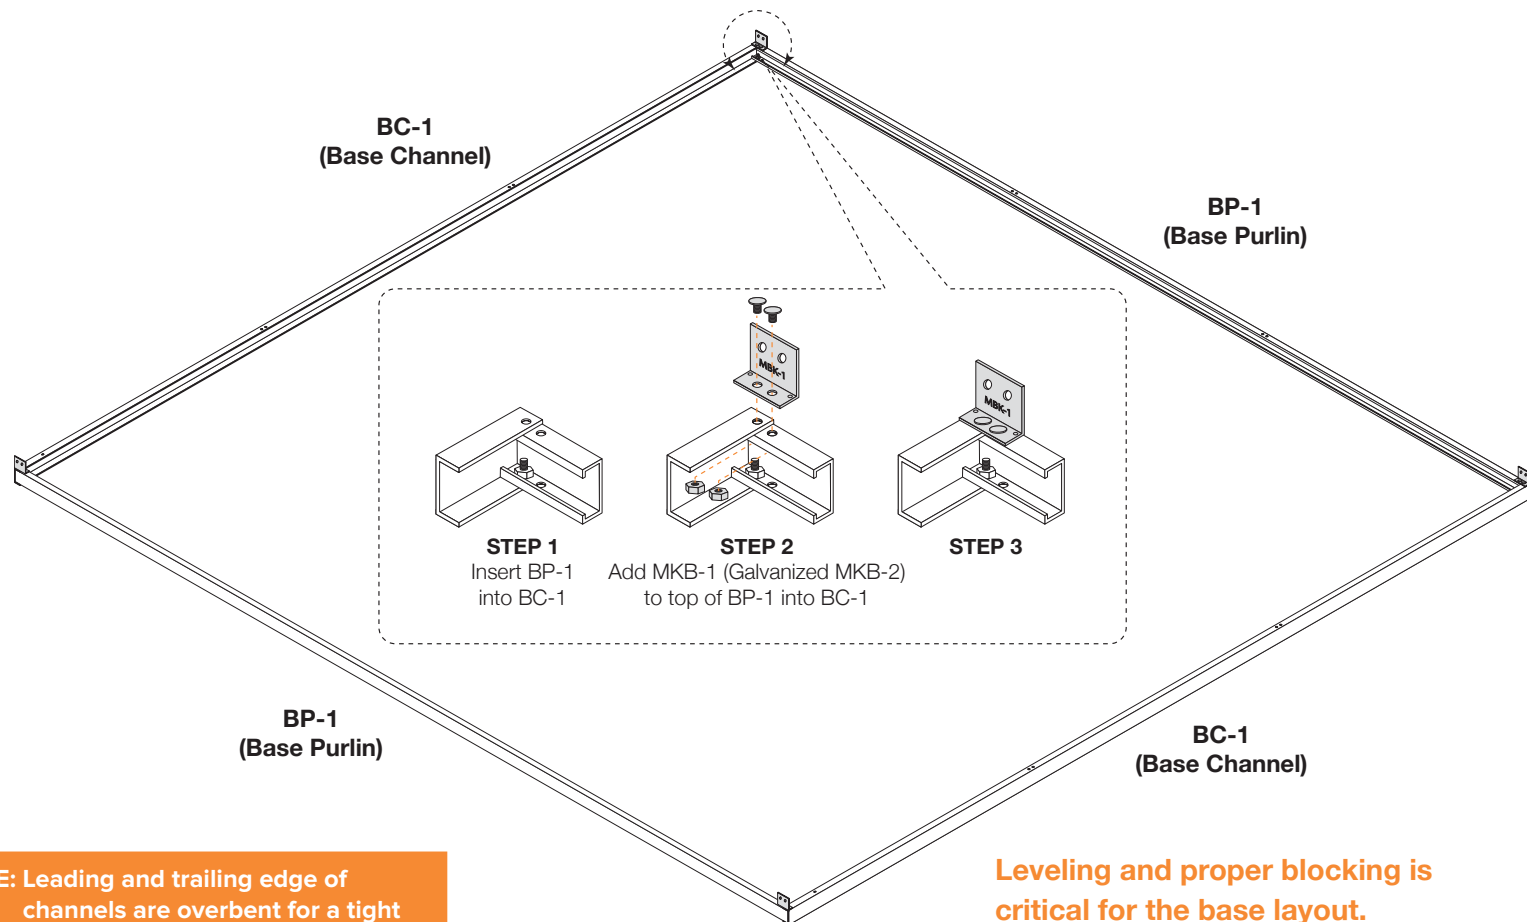 BC-1
(Base Channel)
BP-1
(Base Purlin)
MBK-1
MBK-1
STEP 1
Insert BP-1
into BC-1
STEP 2
Add MKB-1 (Galvanized MKB-2)
to top of BP-1 into BC-1
STEP 3
BP-1
(Base Purlin)
BC-1
(Base Channel)
E: Leading and trailing edge of
channels are overbent for a tight
Leveling and proper blocking is
critical for the base layout.